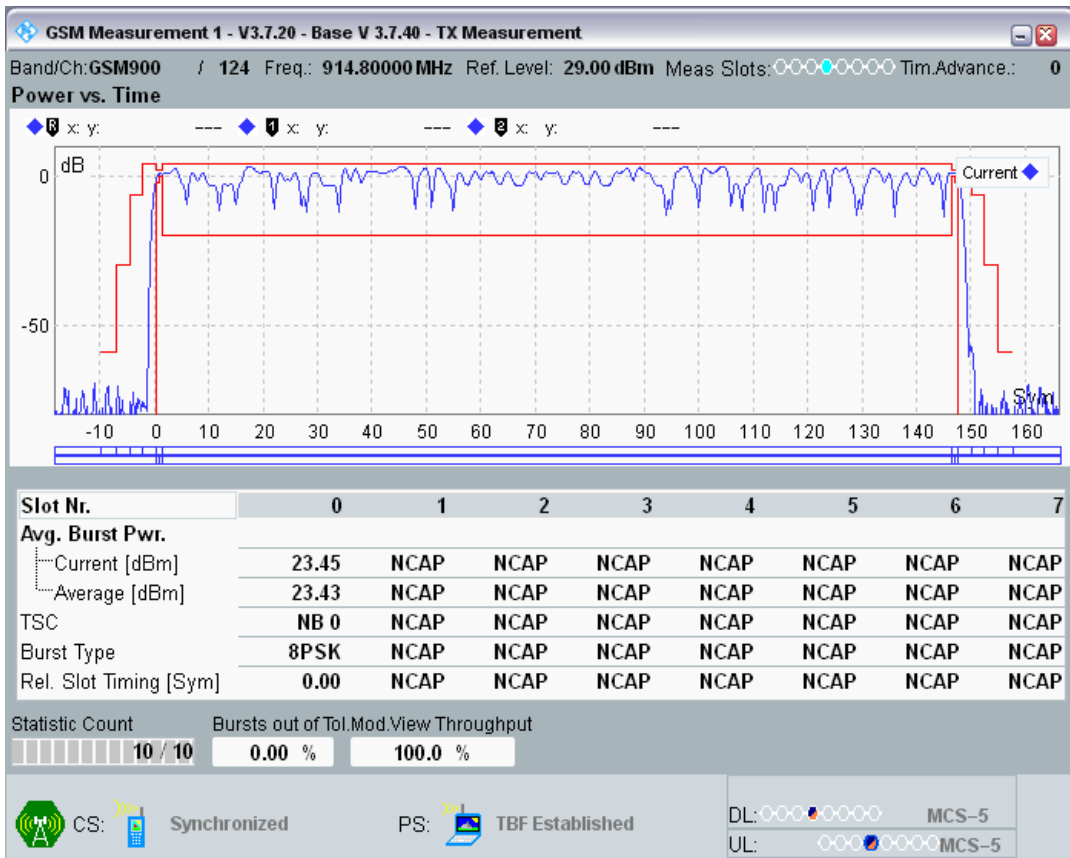 GSM Measurement 1 - V3.7.20 - Base V 3.7.40 - TX Measurement
Band/Ch:GSM900 / 124 Freq.: 914.80000 MHz Ref. Level: 29.00 dBm Meas Slots: Tim.Advance.: 0
Power vs. Time
R x: y: --- 1 x: y: --- 2 x: y: ---
dB
Current
0
-50
Sym
-10 0 10 20 30 40 50 60 70 80 90 100 110 120 130 140 150 160
Slot Nr. 0 1 2 3 4 5 6 7
Avg. Burst Pwr.
Current [dBm] 23.45 NCAP NCAP NCAP NCAP NCAP NCAP NCAP
Average [dBm] 23.43 NCAP NCAP NCAP NCAP NCAP NCAP NCAP
TSC NB 0 NCAP NCAP NCAP NCAP NCAP NCAP NCAP
Burst Type 8PSK NCAP NCAP NCAP NCAP NCAP NCAP NCAP
Rel. Slot Timing [Sym] 0.00 NCAP NCAP NCAP NCAP NCAP NCAP NCAP
Statistic Count Bursts out of Tol.Mod.View Throughput
10 / 10 0.00 % 100.0 %
CS: Synchronized PS: TBF Established
DL: MCS-5
UL: MCS-5